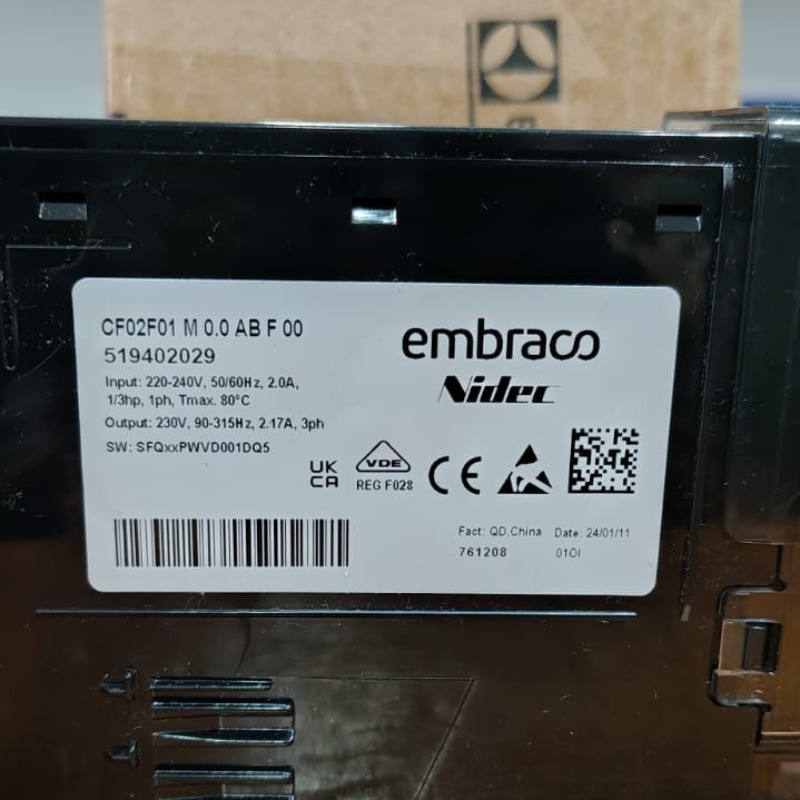 CF02F01 M 0.0 AB F 00
519402029
Input: 220-240V, 50/60Hz, 2.0A,
1/3hp, 1ph, Tmax. 80°C
Output: 230V, 90-315Hz, 2.17A, 3ph
SW: SFQxxPWVD001DQ5
embraco
Nidec
UK
CA
VDE
REG F028
CE
Fact: QD,China
Date: 24/01/11
761208
010I